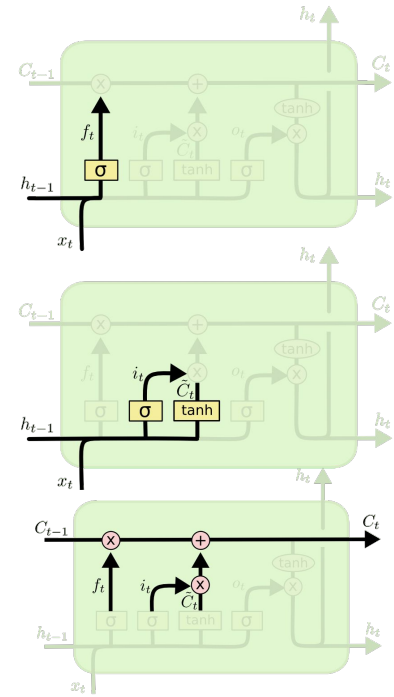 h_t
C_{t-1} x + C_t
tanh
f_t i_t x o_t x
C̃_t
σ σ tanh σ
h_{t-1} h_t
x_t
h_t
C_{t-1} x + C_t
tanh
f_t i_t x o_t x
C̃_t
σ σ tanh σ
h_{t-1} h_t
x_t
h_t
C_{t-1} x + C_t
tanh
f_t i_t x o_t x
C̃_t
σ σ tanh σ
h_{t-1} h_t
x_t